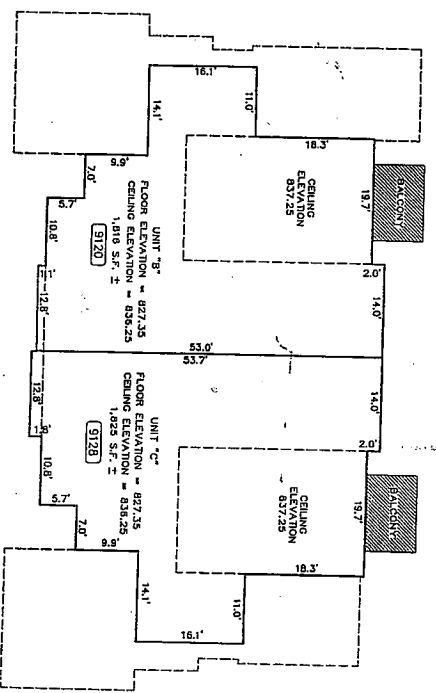 16.1'
11.0'
14.1'
18.3'
CEILING
ELEVATION
837.25
19.7'
BALCONY
9.9'
7.0'
5.7'
10.8'
1.1'
12.8'
UNIT "B"
FLOOR ELEVATION = 827.35
CEILING ELEVATION = 836.25
1,818 S.F. ±
9120
2.0'
14.0'
53.0'
53.7'
12.8'
1.8'
10.8'
5.7'
7.0'
9.9'
UNIT "C"
FLOOR ELEVATION = 827.35
CEILING ELEVATION = 836.25
1,825 S.F. ±
9128
14.0'
2.0'
CEILING
ELEVATION
837.25
19.7'
BALCONY
18.3'
14.1'
11.0'
16.1'